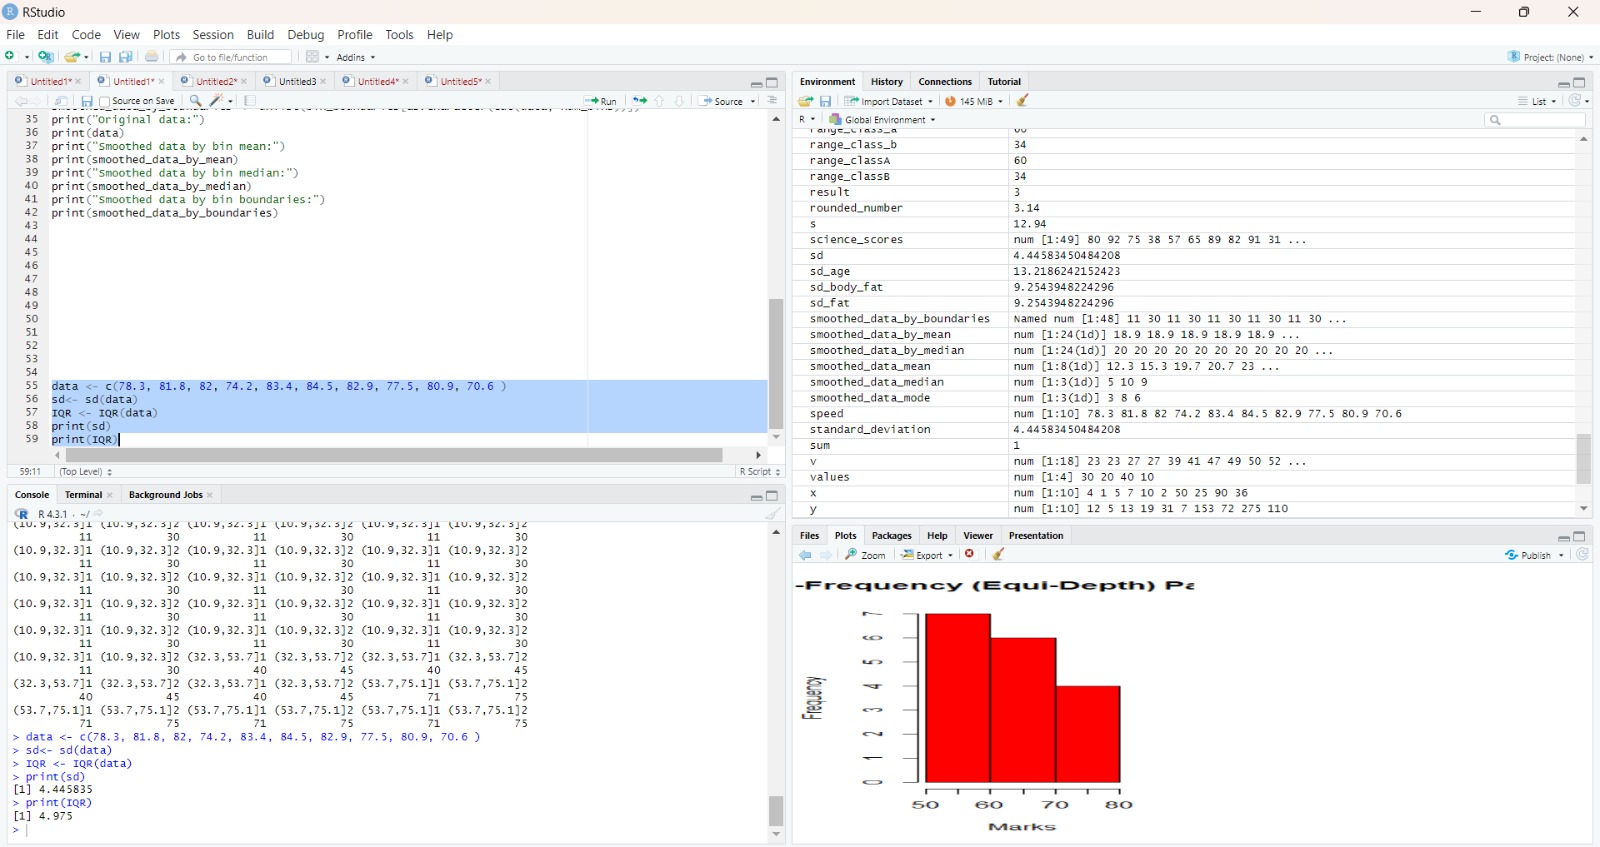 RStudio
File Edit Code View Plots Session Build Debug Profile Tools Help
Go to file/function Addins Project: (None)
Untitled1* Untitled1* Untitled2* Untitled3 Untitled4* Untitled5*
Source on Save Run Source
35 print("Original data:")
36 print(data)
37 print("Smoothed data by bin mean:")
38 print(smoothed_data_by_mean)
39 print("Smoothed data by bin median:")
40 print(smoothed_data_by_median)
41 print("Smoothed data by bin boundaries:")
42 print(smoothed_data_by_boundaries)
43
44
45
46
47
48
49
50
51
52
53
54
55 data <- c(78.3, 81.8, 82, 74.2, 83.4, 84.5, 82.9, 77.5, 80.9, 70.6 )
56 sd<- sd(data)
57 IQR <- IQR(data)
58 print(sd)
59 print(IQR)
59:11 (Top Level) R Script
Console Terminal Background Jobs
R 4.3.1 · ~/
(10.9,32.3]1 (10.9,32.3]2 (10.9,32.3]1 (10.9,32.3]2 (10.9,32.3]1 (10.9,32.3]2
11 30 11 30 11 30
(10.9,32.3]1 (10.9,32.3]2 (10.9,32.3]1 (10.9,32.3]2 (10.9,32.3]1 (10.9,32.3]2
11 30 11 30 11 30
(10.9,32.3]1 (10.9,32.3]2 (10.9,32.3]1 (10.9,32.3]2 (10.9,32.3]1 (10.9,32.3]2
11 30 11 30 11 30
(10.9,32.3]1 (10.9,32.3]2 (10.9,32.3]1 (10.9,32.3]2 (10.9,32.3]1 (10.9,32.3]2
11 30 11 30 11 30
(10.9,32.3]1 (10.9,32.3]2 (10.9,32.3]1 (10.9,32.3]2 (10.9,32.3]1 (10.9,32.3]2
11 30 11 30 11 30
(10.9,32.3]1 (10.9,32.3]2 (32.3,53.7]1 (32.3,53.7]2 (32.3,53.7]1 (32.3,53.7]2
11 30 40 45 40 45
(32.3,53.7]1 (32.3,53.7]2 (32.3,53.7]1 (32.3,53.7]2 (53.7,75.1]1 (53.7,75.1]2
40 45 40 45 71 75
(53.7,75.1]1 (53.7,75.1]2 (53.7,75.1]1 (53.7,75.1]2 (53.7,75.1]1 (53.7,75.1]2
71 75 71 75 71 75
> data <- c(78.3, 81.8, 82, 74.2, 83.4, 84.5, 82.9, 77.5, 80.9, 70.6 )
> sd<- sd(data)
> IQR <- IQR(data)
> print(sd)
[1] 4.445835
> print(IQR)
[1] 4.975
>
Environment History Connections Tutorial
Import Dataset 145 MiB List
R Global Environment
range_class_a 60
range_class_b 34
range_classA 60
range_classB 34
result 3
rounded_number 3.14
s 12.94
science_scores num [1:49] 80 92 75 38 57 65 89 82 91 31 ...
sd 4.44583450484208
sd_age 13.2186242152423
sd_body_fat 9.2543948224296
sd_fat 9.2543948224296
smoothed_data_by_boundaries Named num [1:48] 11 30 11 30 11 30 11 30 11 30 ...
smoothed_data_by_mean num [1:24(1d)] 18.9 18.9 18.9 18.9 18.9 ...
smoothed_data_by_median num [1:24(1d)] 20 20 20 20 20 20 20 20 20 20 ...
smoothed_data_mean num [1:8(1d)] 12.3 15.3 19.7 20.7 23 ...
smoothed_data_median num [1:3(1d)] 5 10 9
smoothed_data_mode num [1:3(1d)] 3 8 6
speed num [1:10] 78.3 81.8 82 74.2 83.4 84.5 82.9 77.5 80.9 70.6
standard_deviation 4.44583450484208
sum 1
v num [1:18] 23 23 27 27 39 41 47 49 50 52 ...
values num [1:4] 30 20 40 10
x num [1:10] 4 1 5 7 10 2 50 25 90 36
y num [1:10] 12 5 13 19 31 7 153 72 275 110
Files Plots Packages Help Viewer Presentation
Zoom Export Publish
-Frequency (Equi-Depth) Pa
Frequency
7
6
5
4
3
2
1
0
50 60 70 80
Marks